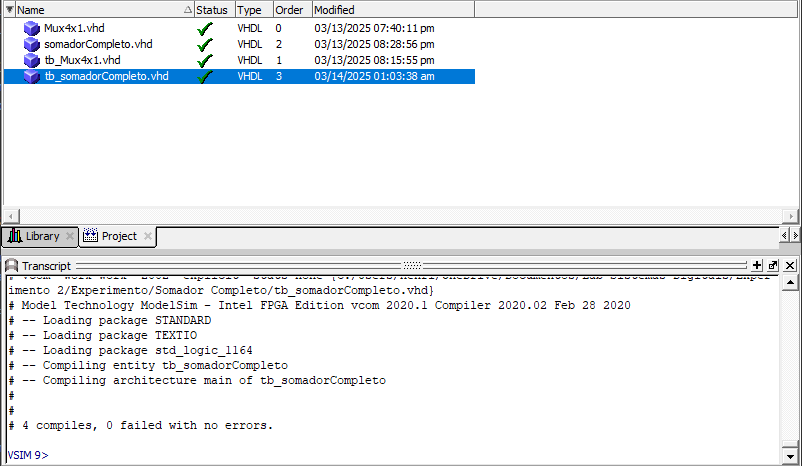 Name Status Type Order Modified
Mux4x1.vhd VHDL 0 03/13/2025 07:40:11 pm
somadorCompleto.vhd VHDL 2 03/13/2025 08:28:56 pm
tb_Mux4x1.vhd VHDL 1 03/13/2025 08:15:55 pm
tb_somadorCompleto.vhd VHDL 3 03/14/2025 01:03:38 am
Library Project
Transcript
imento 2/Experimento/Somador Completo/tb_somadorCompleto.vhd}
# Model Technology ModelSim - Intel FPGA Edition vcom 2020.1 Compiler 2020.02 Feb 28 2020
# -- Loading package STANDARD
# -- Loading package TEXTIO
# -- Loading package std_logic_1164
# -- Compiling entity tb_somadorCompleto
# -- Compiling architecture main of tb_somadorCompleto
#
#
# 4 compiles, 0 failed with no errors.
VSIM 9>